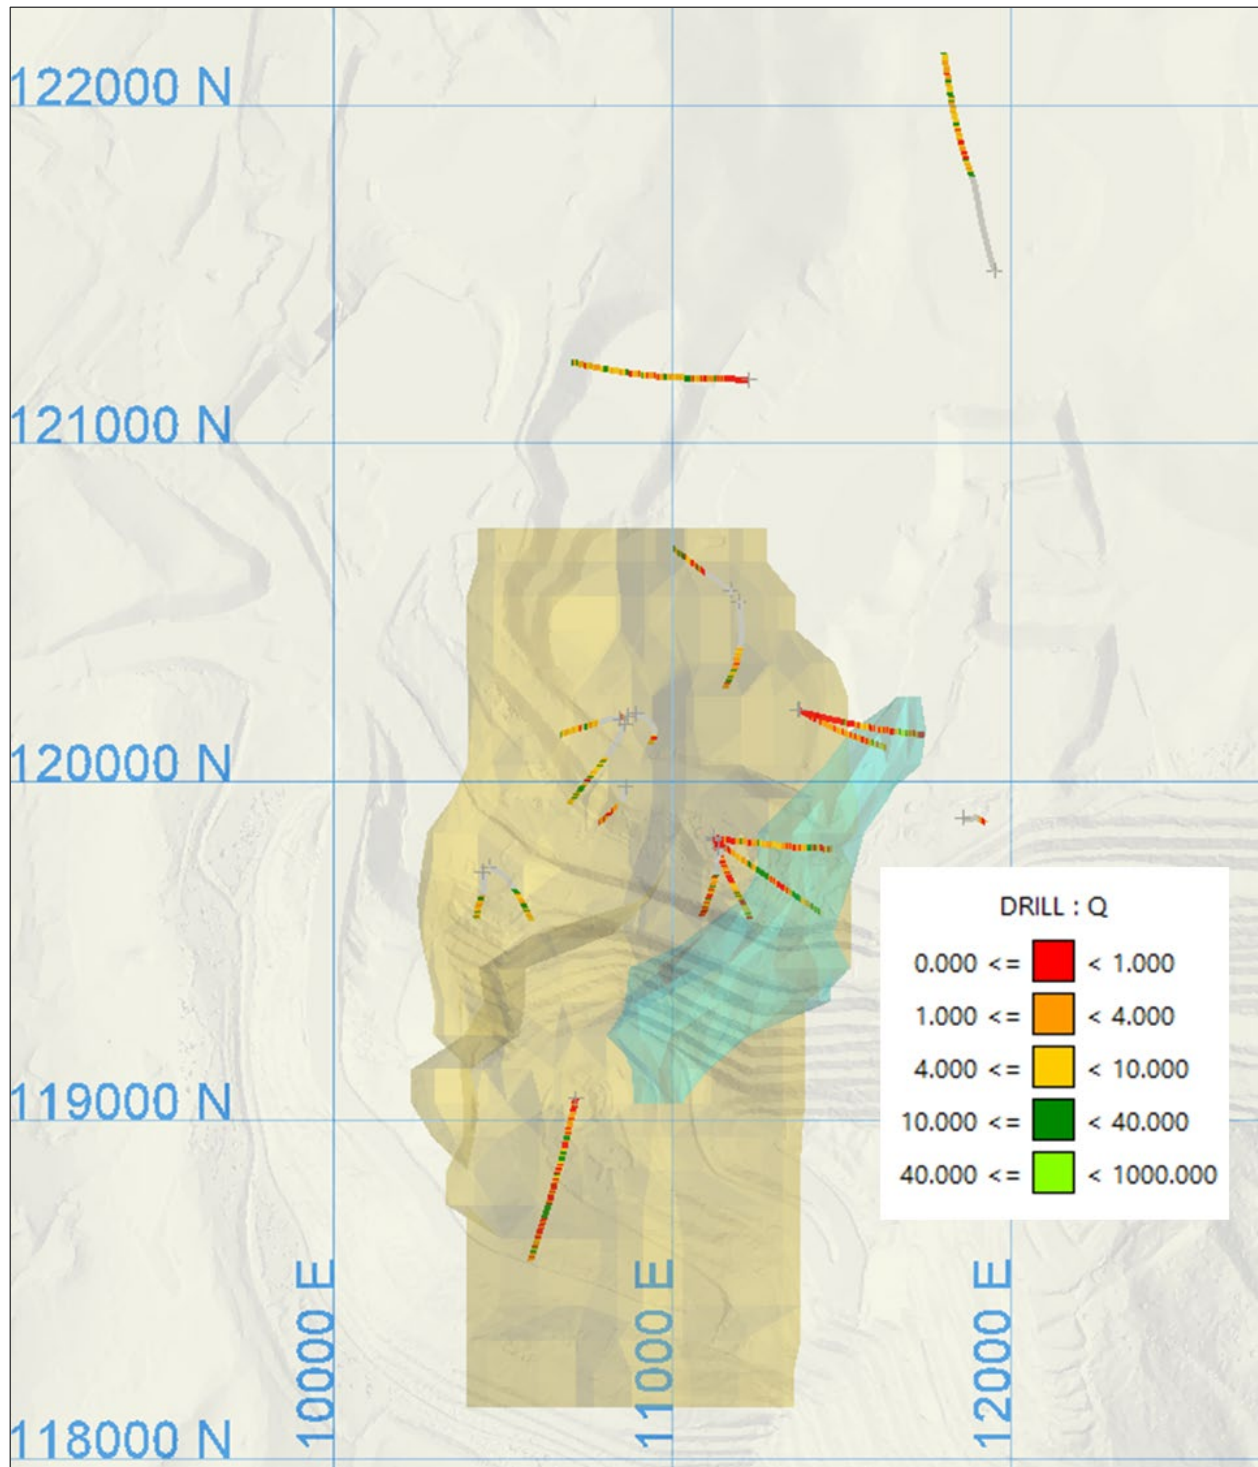 122000 N
121000 N
120000 N
119000 N
118000 N
10000 E
11000 E
12000 E
DRILL : Q
0.000 <= < 1.000
1.000 <= < 4.000
4.000 <= < 10.000
10.000 <= < 40.000
40.000 <= < 1000.000